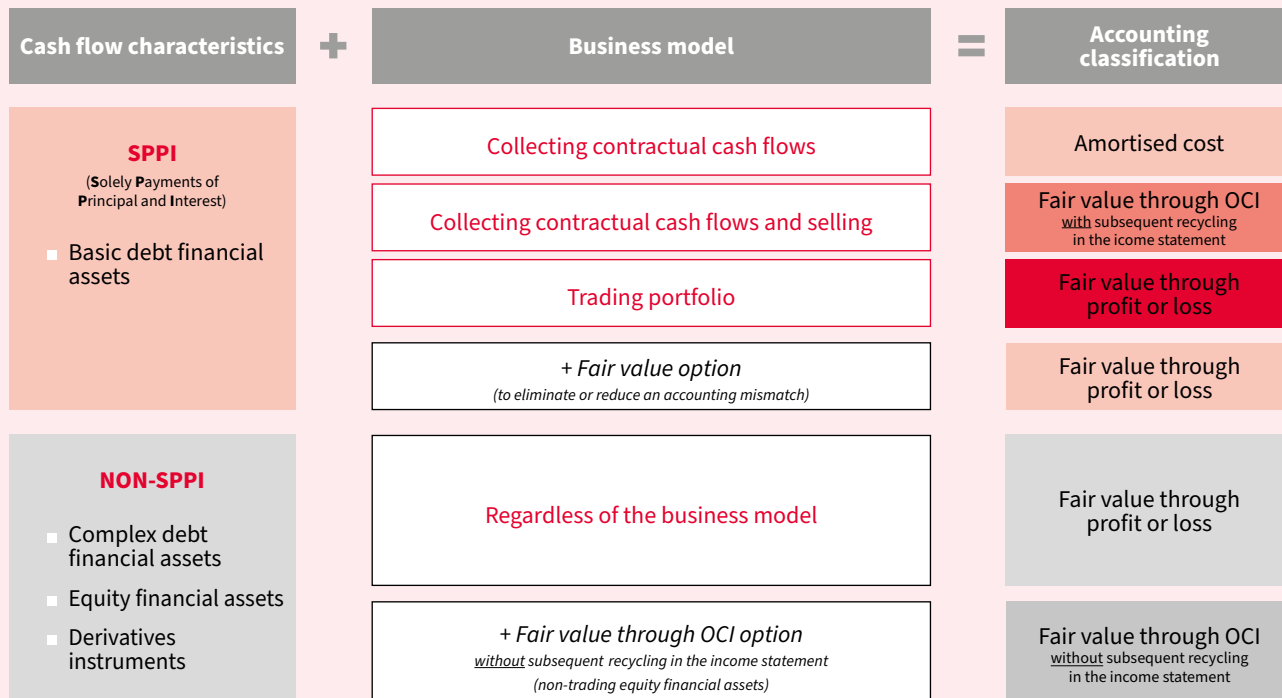 Cash flow characteristics
+
Business model
=
Accounting
classification
SPPI
(Solely Payments of
Principal and Interest)
Basic debt financial
assets
Collecting contractual cash flows
Amortised cost
Collecting contractual cash flows and selling
Fair value through OCI
with subsequent recycling
in the icome statement
Trading portfolio
Fair value through
profit or loss
+ Fair value option
(to eliminate or reduce an accounting mismatch)
Fair value through
profit or loss
NON-SPPI
Complex debt
financial assets
Equity financial assets
Derivatives
instruments
Regardless of the business model
Fair value through
profit or loss
+ Fair value through OCI option
without subsequent recycling in the income statement
(non-trading equity financial assets)
Fair value through OCI
without subsequent recycling
in the income statement